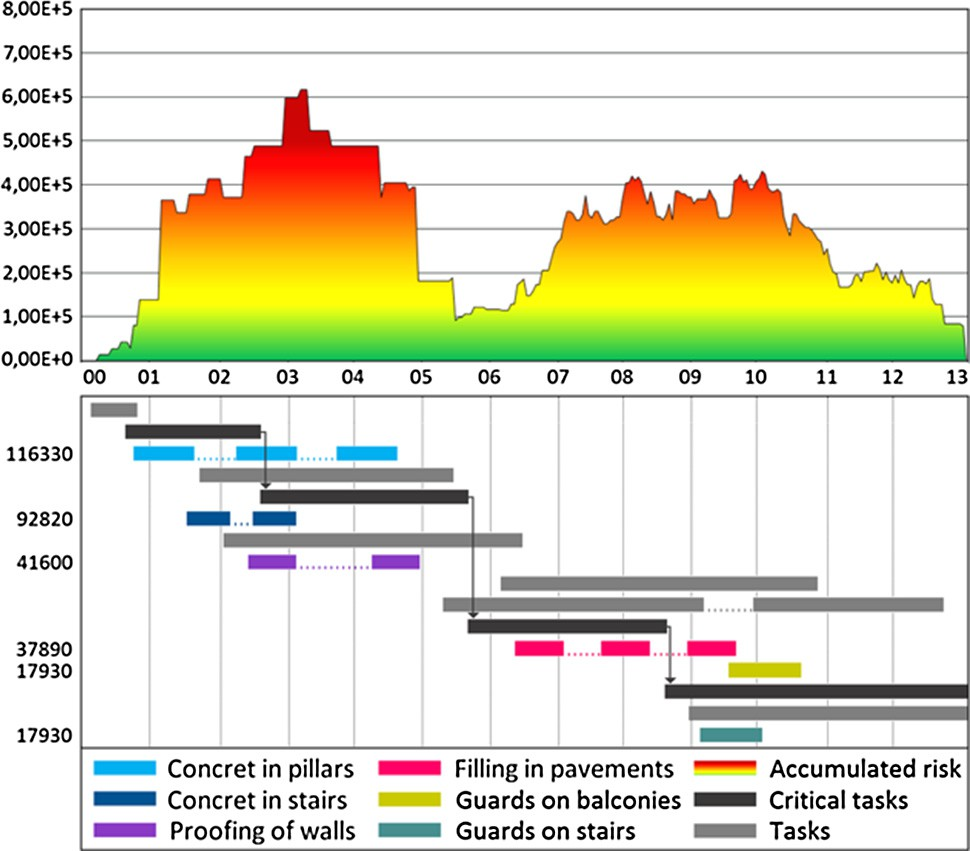 8,00E+5
7,00E+5
6,00E+5
5,00E+5
4,00E+5
3,00E+5
2,00E+5
1,00E+5
0,00E+0
00 01 02 03 04 05 06 07 08 09 10 11 12 13
116330
92820
41600
37890
17930
17930
Concret in pillars Filling in pavements Accumulated risk
Concret in stairs Guards on balconies Critical tasks
Proofing of walls Guards on stairs Tasks